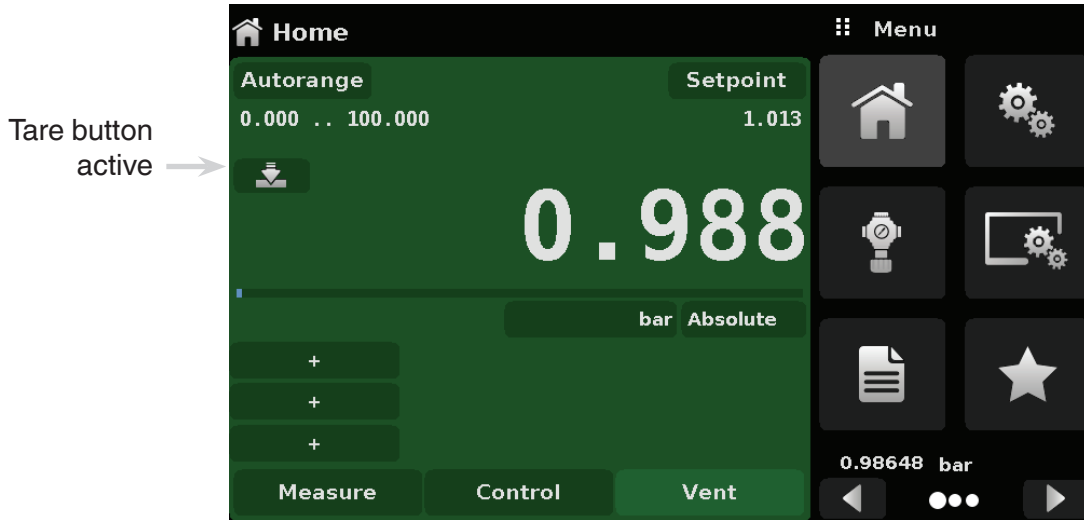 Home
Menu
Autorange
Setpoint
0.000 .. 100.000
1.013
Tare button
active
0.988
bar
Absolute
+
+
+
0.98648 bar
Measure
Control
Vent